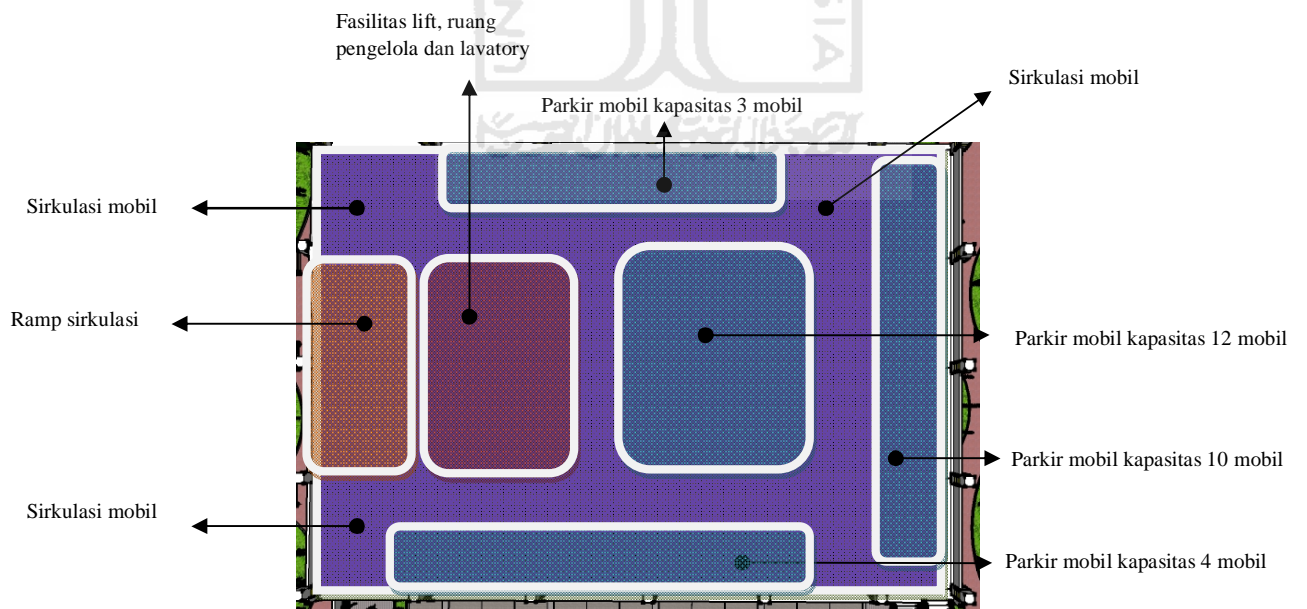 Fasilitas lift, ruang
pengelola dan lavatory
Parkir mobil kapasitas 3 mobil
Sirkulasi mobil
Sirkulasi mobil
Ramp sirkulasi
Parkir mobil kapasitas 12 mobil
Parkir mobil kapasitas 10 mobil
Sirkulasi mobil
Parkir mobil kapasitas 4 mobil